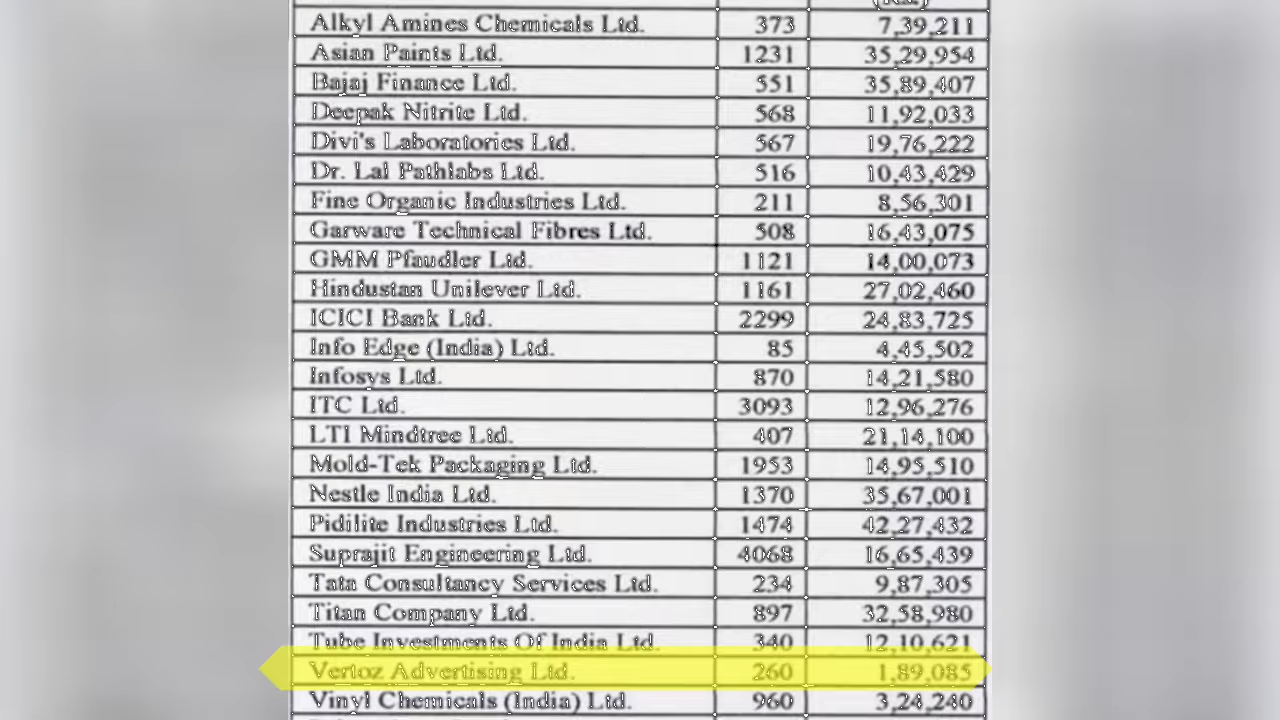 (Rs.)
Alkyl Amines Chemicals Ltd. 373 7,39,211
Asian Paints Ltd. 1231 35,29,954
Bajaj Finance Ltd. 551 35,89,407
Deepak Nitrite Ltd. 568 11,92,033
Divi's Laboratories Ltd. 567 19,76,222
Dr. Lal Pathlabs Ltd. 516 10,43,429
Fine Organic Industries Ltd. 211 8,56,301
Garware Technical Fibres Ltd. 508 16,43,075
GMM Pfaudler Ltd. 1121 14,00,073
Hindustan Unilever Ltd. 1161 27,02,460
ICICI Bank Ltd. 2299 24,83,725
Info Edge (India) Ltd. 85 4,45,502
Infosys Ltd. 870 14,21,580
ITC Ltd. 3093 12,96,276
LTI Mindtree Ltd. 407 21,14,100
Mold-Tek Packaging Ltd. 1953 14,95,510
Nestle India Ltd. 1370 35,67,001
Pidilite Industries Ltd. 1474 42,27,432
Suprajit Engineering Ltd. 4068 16,65,439
Tata Consultancy Services Ltd. 234 9,87,305
Titan Company Ltd. 897 32,58,980
Tube Investments Of India Ltd. 340 12,10,621
Vertoz Advertising Ltd. 260 1,89,085
Vinyl Chemicals (India) Ltd. 960 3,24,240